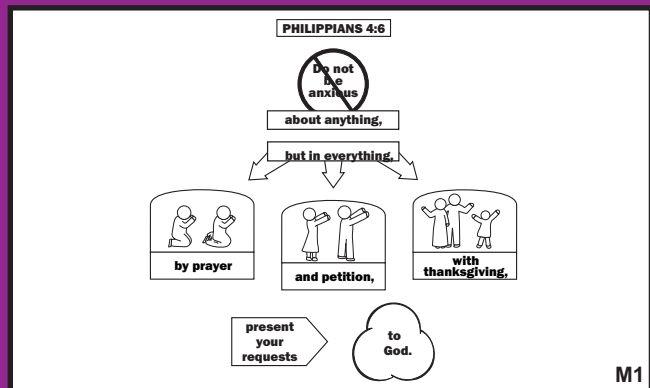 PHILIPPIANS 4:6
Do not
be
anxious
about anything,
but in everything,
by prayer
and petition,
with
thanksgiving,
present
your
requests
to
God.
M1